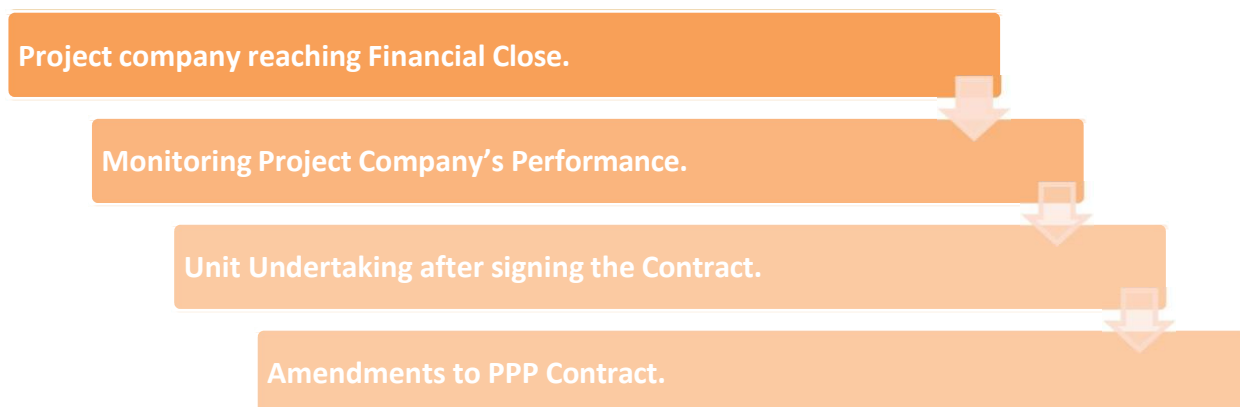 Project company reaching Financial Close.
Monitoring Project Company’s Performance.
Unit Undertaking after signing the Contract.
Amendments to PPP Contract.